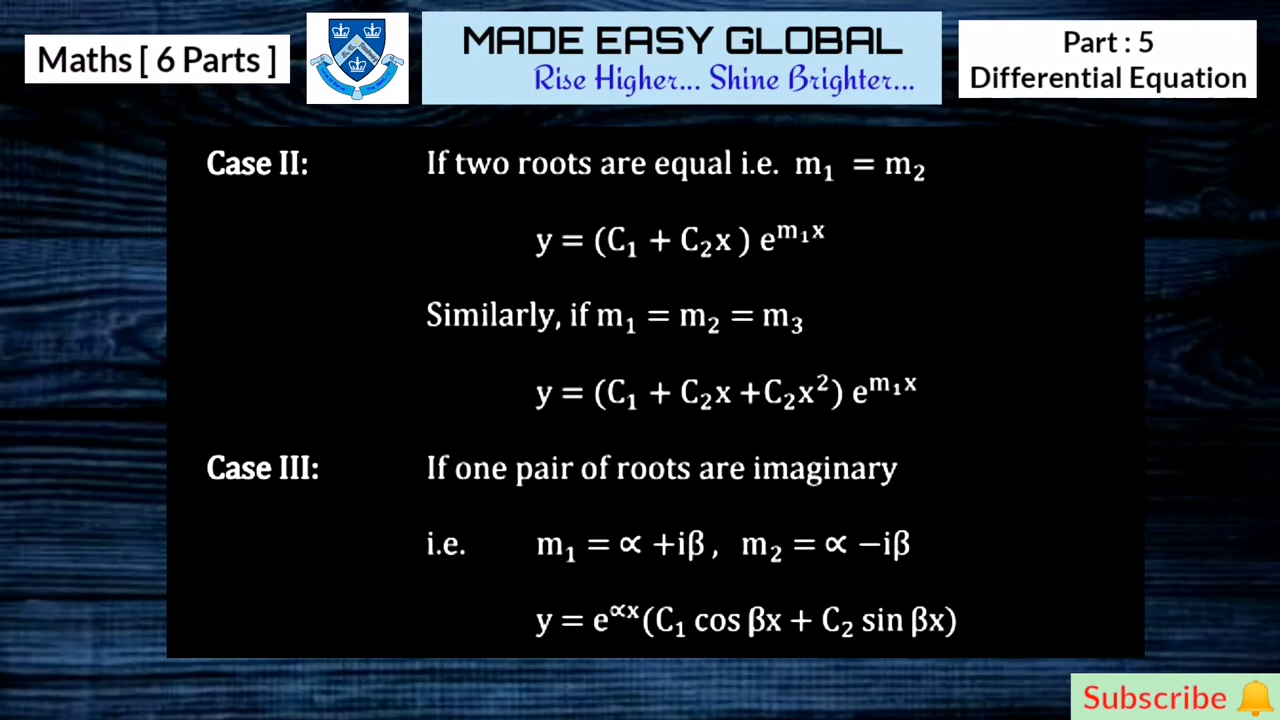 Maths [ 6 Parts ]
MADE EASY GLOBAL
Rise Higher... Shine Brighter...
Part : 5
Differential Equation
Case II: If two roots are equal i.e. m₁ = m₂
y = (C₁ + C₂x ) e^m₁x
Similarly, if m₁ = m₂ = m₃
y = (C₁ + C₂x +C₂x²) e^m₁x
Case III: If one pair of roots are imaginary
i.e. m₁ = ∝ +iβ , m₂ = ∝ −iβ
y = e^∝x(C₁ cos βx + C₂ sin βx)
Subscribe